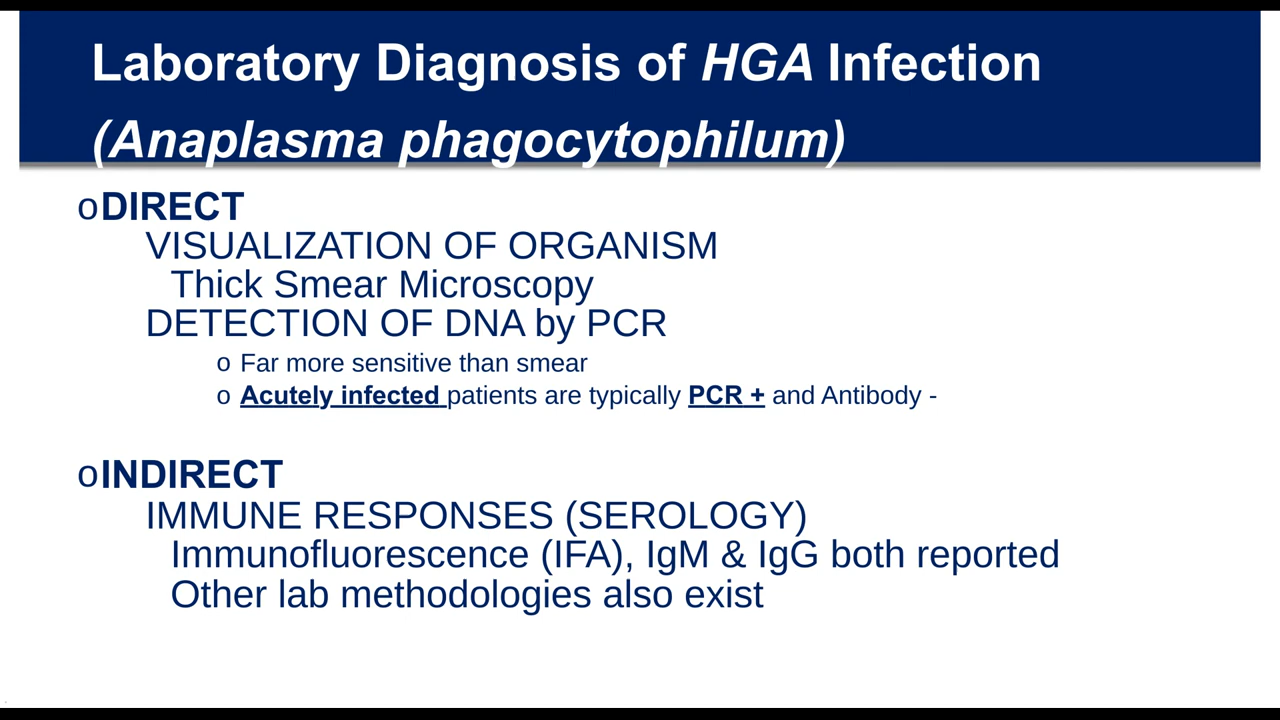 Laboratory Diagnosis of HGA Infection
(Anaplasma phagocytophilum)
oDIRECT
VISUALIZATION OF ORGANISM
Thick Smear Microscopy
DETECTION OF DNA by PCR
o Far more sensitive than smear
o Acutely infected patients are typically PCR + and Antibody -
oINDIRECT
IMMUNE RESPONSES (SEROLOGY)
Immunofluorescence (IFA), IgM & IgG both reported
Other lab methodologies also exist